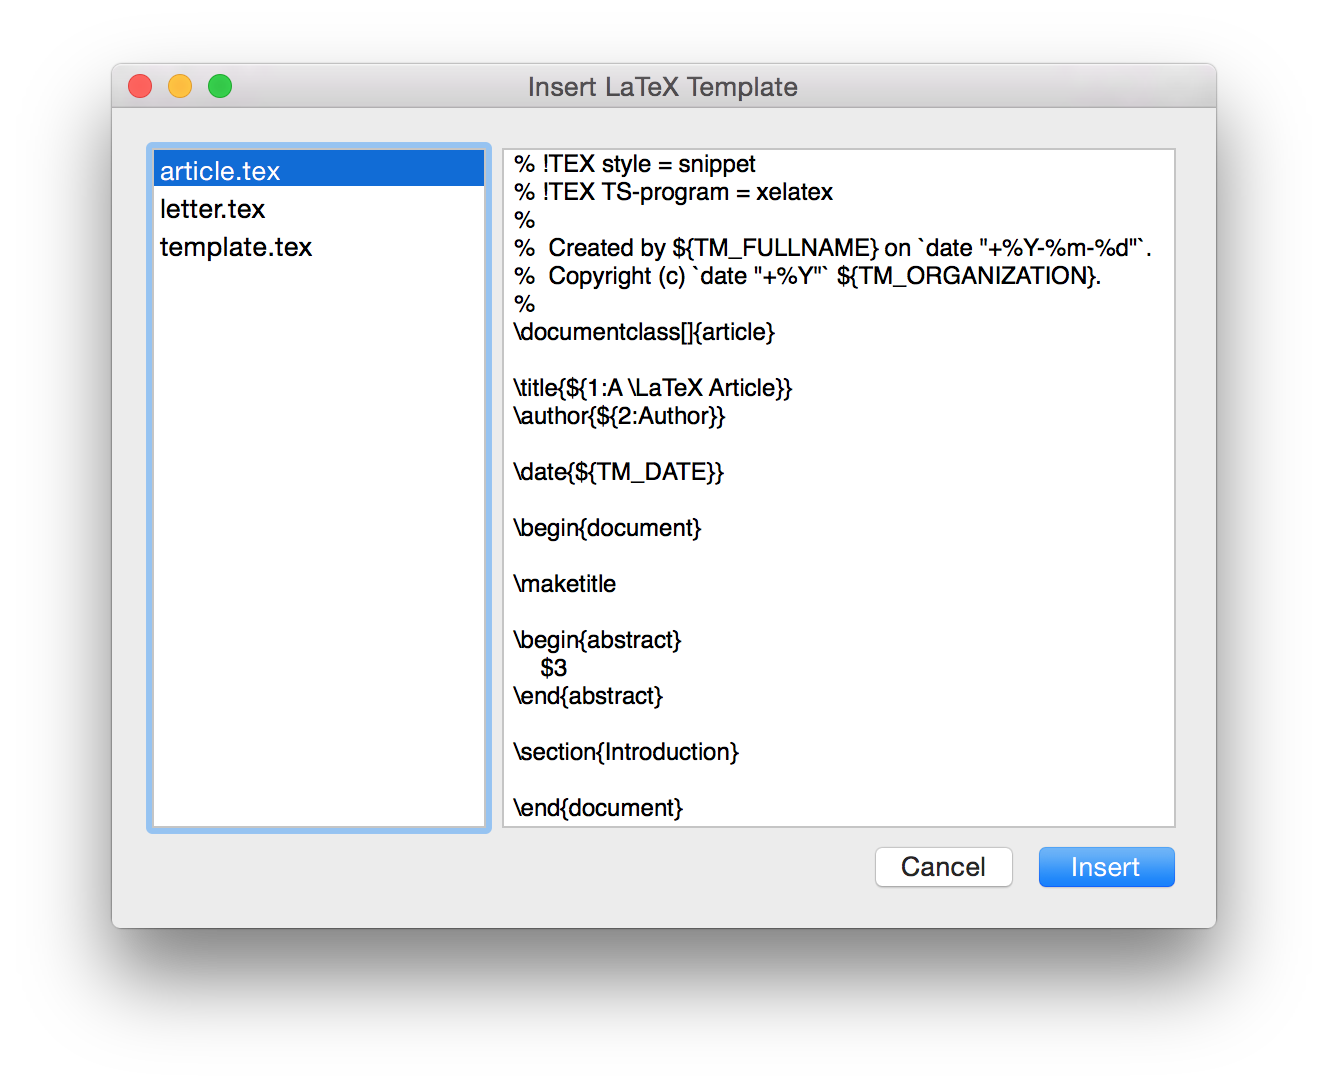 Insert LaTeX Template
article.tex
letter.tex
template.tex
% !TEX style = snippet
% !TEX TS-program = xelatex
%
%  Created by ${TM_FULLNAME} on `date "+%Y-%m-%d"`.
%  Copyright (c) `date "+%Y"` ${TM_ORGANIZATION}.
%
\documentclass[]{article}
\title{${1:A \LaTeX Article}}
\author{${2:Author}}
\date{${TM_DATE}}
\begin{document}
\maketitle
\begin{abstract}
$3
\end{abstract}
\section{Introduction}
\end{document}
Cancel
Insert